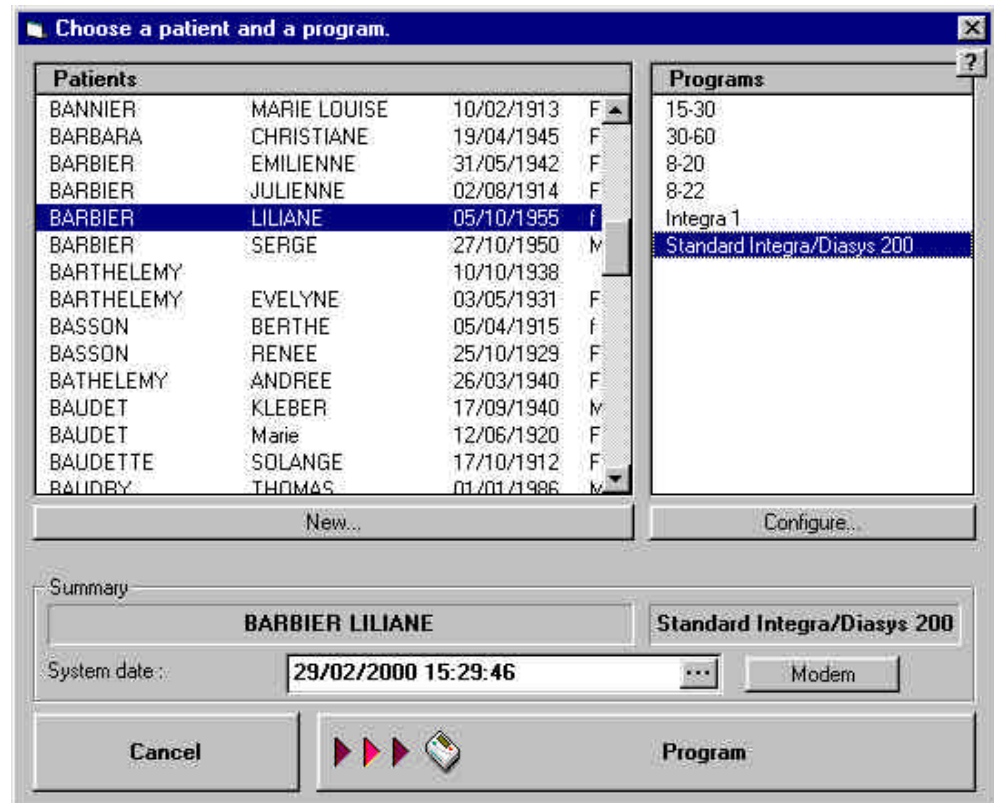 Choose a patient and a program.
?
Patients
BANNIER MARIE LOUISE 10/02/1913 F
BARBARA CHRISTIANE 19/04/1945 F
BARBIER EMILIENNE 31/05/1942 F
BARBIER JULIENNE 02/08/1914 F
BARBIER LILIANE 05/10/1955 f
BARBIER SERGE 27/10/1950 M
BARTHELEMY 10/10/1938
BARTHELEMY EVELYNE 03/05/1931 F
BASSON BERTHE 05/04/1915 f
BASSON RENEE 25/10/1929 F
BATHELEMY ANDREE 26/03/1940 F
BAUDET KLEBER 17/09/1940 M
BAUDET Marie 12/06/1920 F
BAUDETTE SOLANGE 17/10/1912 F
BAUDRY THOMAS 01/01/1986 M
New...
Programs
15-30
30-60
8-20
8-22
Integra 1
Standard Integra/Diasys 200
Configure...
Summary
BARBIER LILIANE Standard Integra/Diasys 200
System date : 29/02/2000 15:29:46 ... Modem
Cancel Program